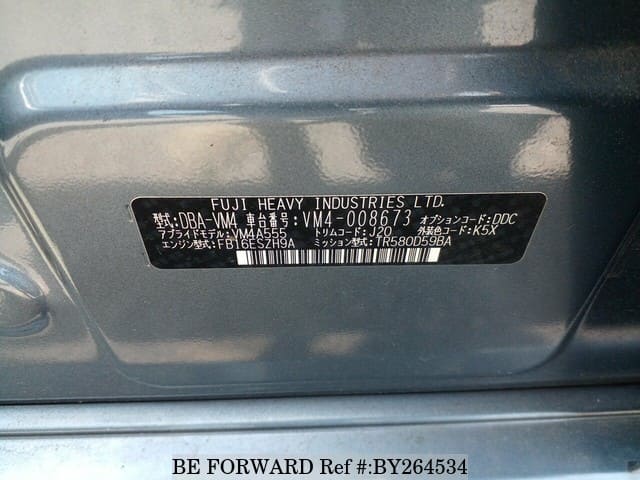 FUJI HEAVY INDUSTRIES LTD.
型式:DBA-VM4 車台番号:VM4-008673 オプションコード:DDC
アプライドモデル:VM4A555 トリムコード:J20 外装色コード:K5X
エンジン型式:FB16ESZH9A ミッション型式:TR580D59BA
BE FORWARD Ref #:BY264534